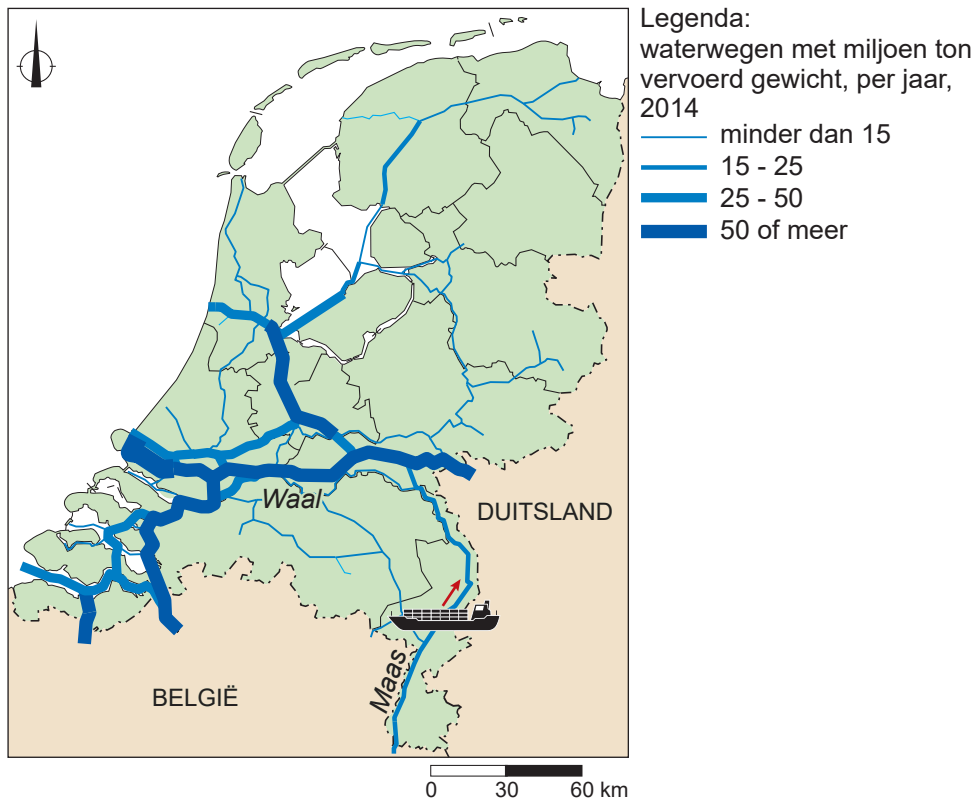 Legenda:
waterwegen met miljoen ton
vervoerd gewicht, per jaar,
2014
minder dan 15
15 - 25
25 - 50
50 of meer
Waal
DUITSLAND
Maas
BELGIË
0 30 60 km